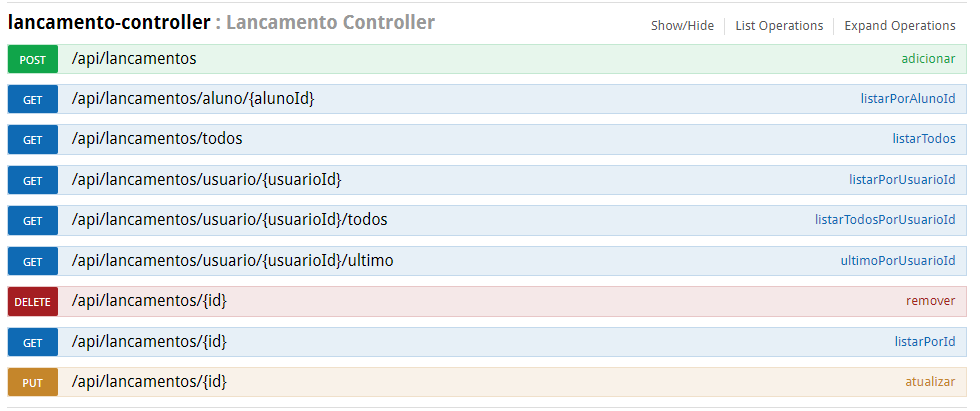 lancamento-controller : Lancamento Controller Show/Hide List Operations Expand Operations
POST /api/lancamentos adicionar
GET /api/lancamentos/aluno/{alunoId} listarPorAlunoId
GET /api/lancamentos/todos listarTodos
GET /api/lancamentos/usuario/{usuarioId} listarPorUsuarioId
GET /api/lancamentos/usuario/{usuarioId}/todos listarTodosPorUsuarioId
GET /api/lancamentos/usuario/{usuarioId}/ultimo ultimoPorUsuarioId
DELETE /api/lancamentos/{id} remover
GET /api/lancamentos/{id} listarPorId
PUT /api/lancamentos/{id} atualizar